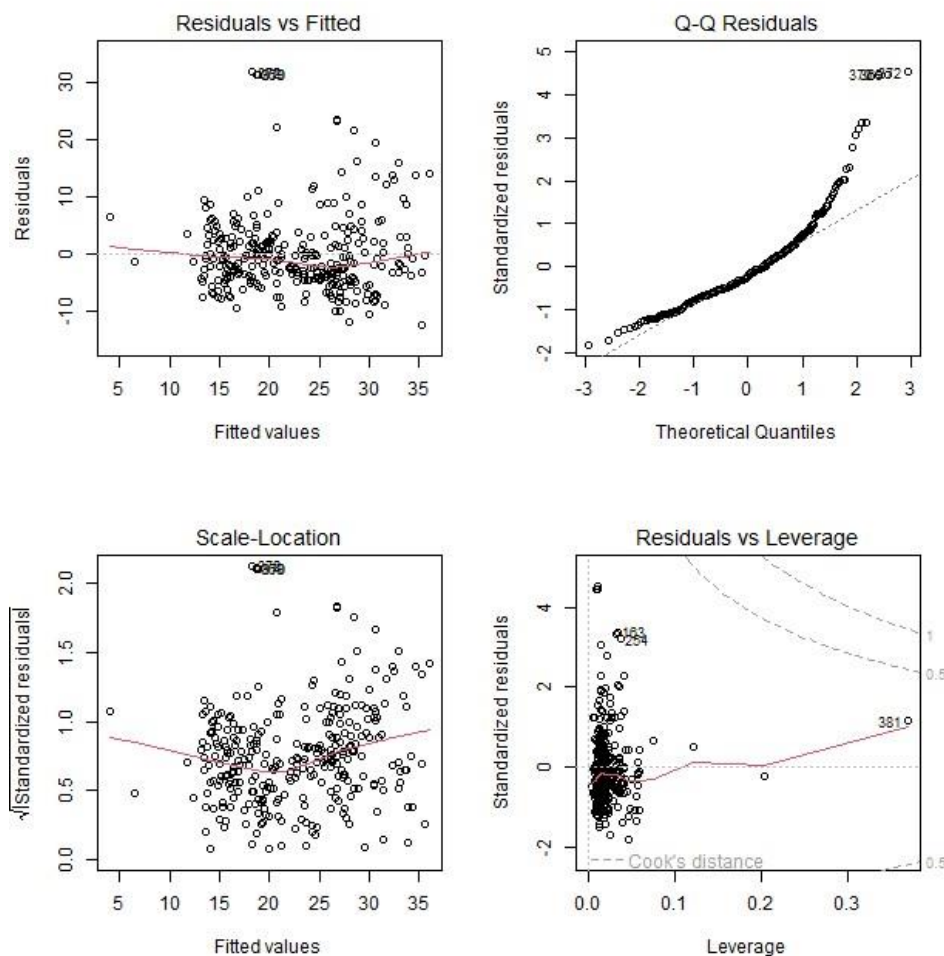 Residuals vs Fitted
Residuals
30
20
10
0
-10
5 10 15 20 25 30 35
Fitted values
Q-Q Residuals
Standardized residuals
5
4
3
2
1
0
-1
-2
372
-3 -2 -1 0 1 2 3
Theoretical Quantiles
Scale-Location
√|Standardized residuals|
2.0
1.5
1.0
0.5
0.0
5 10 15 20 25 30 35
Fitted values
Residuals vs Leverage
Standardized residuals
4
2
0
-2
163
254
381
1
0.5
0.5
Cook's distance
0.0 0.1 0.2 0.3
Leverage